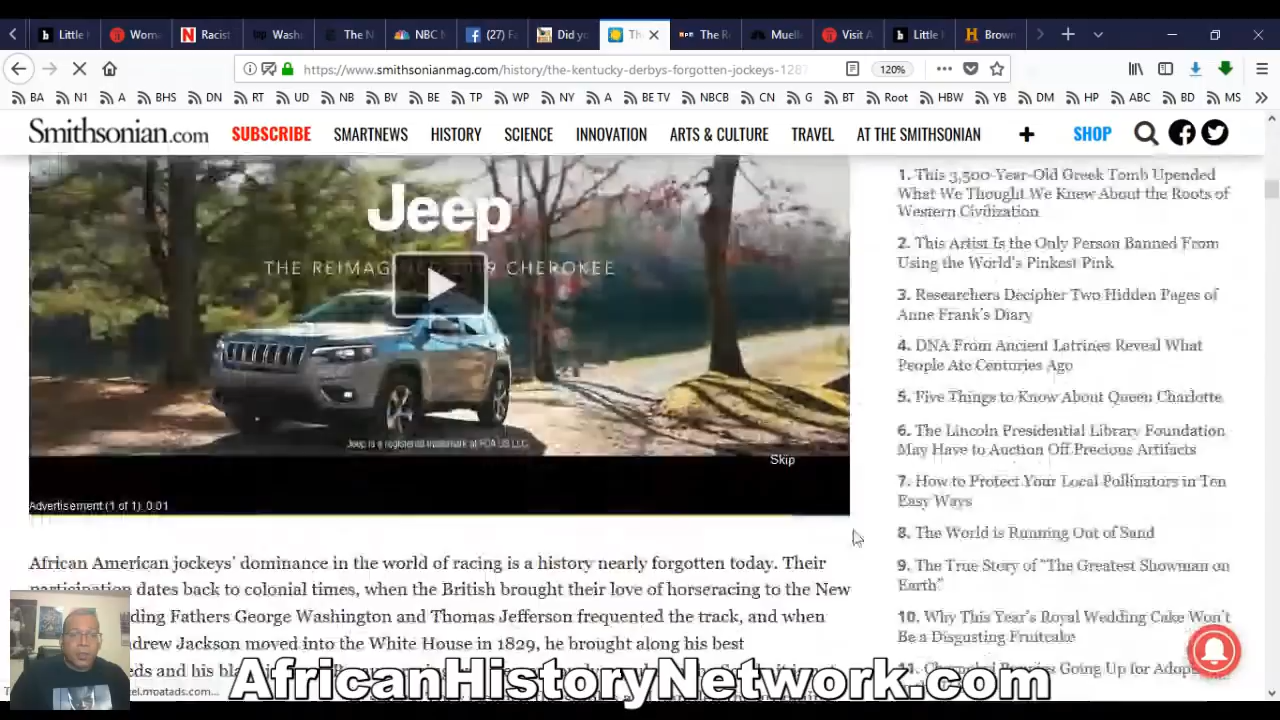 Little
Wome
Racist
Washi
The N
NBC N
(27) Fa
Did yo
Th
The R
Muell
Visit A
Little
Brown
https://www.smithsonianmag.com/history/the-kentucky-derbys-forgotten-jockeys-128
120%
BA N1 A BHS DN RT UD NB BV BE TP WP NY A BE TV NBCB CN G BT Root HBW YB DM HP ABC BD MS
Smithsonian.com SUBSCRIBE SMARTNEWS HISTORY SCIENCE INNOVATION ARTS & CULTURE TRAVEL AT THE SMITHSONIAN SHOP
Jeep
THE REIMAG 2019 CHEROKEE
Jeep is a registered trademark of FCA US LLC.
Skip
Advertisement (1 of 1) 0:01
African American jockeys' dominance in the world of racing is a history nearly forgotten today. Their
participation dates back to colonial times, when the British brought their love of horseracing to the New
ding Fathers George Washington and Thomas Jefferson frequented the track, and when
drew Jackson moved into the White House in 1829, he brought along his best
eds and his bla
1. This 3,500-Year-Old Greek Tomb Upended
What We Thought We Knew About the Roots of
Western Civilization
2. This Artist Is the Only Person Banned From
Using the World's Pinkest Pink
3. Researchers Decipher Two Hidden Pages of
Anne Frank's Diary
4. DNA From Ancient Latrines Reveal What
People Ate Centuries Ago
5. Five Things to Know About Queen Charlotte
6. The Lincoln Presidential Library Foundation
May Have to Auction Off Precious Artifacts
7. How to Protect Your Local Pollinators in Ten
Easy Ways
8. The World is Running Out of Sand
9. The True Story of "The Greatest Showman on
Earth"
10. Why This Year's Royal Wedding Cake Won't
Be a Disgusting Fruitcake
11. Going Up for Adop
el.moatads.com...
AfricanHistoryNetwork.com